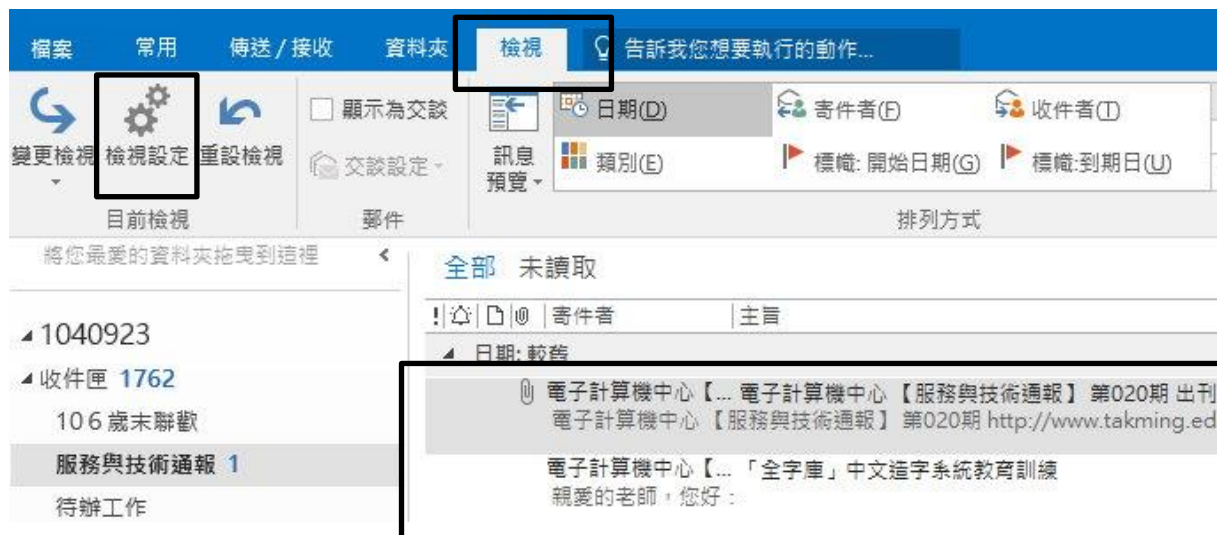 檔案 常用 傳送 / 接收 資料夾 檢視 告訴我您想要執行的動作...
變更檢視 檢視設定 重設檢視 顯示為交談 交談設定 訊息預覽 日期(D) 寄件者(F) 收件者(T)
類別(E) 標幟: 開始日期(G) 標幟:到期日(U)
目前檢視 郵件 排列方式
將您最愛的資料夾拖曳到這裡
全部 未讀取
! 寄件者 主旨
1040923
日期: 較舊
收件匣 1762
電子計算機中心【... 電子計算機中心 【服務與技術通報】 第020期 出刊
電子計算機中心 【服務與技術通報】 第020期 http://www.takming.ed
106歲末聯歡
服務與技術通報 1
電子計算機中心【... 「全字庫」中文造字系統教育訓練
親愛的老師，您好：
待辦工作